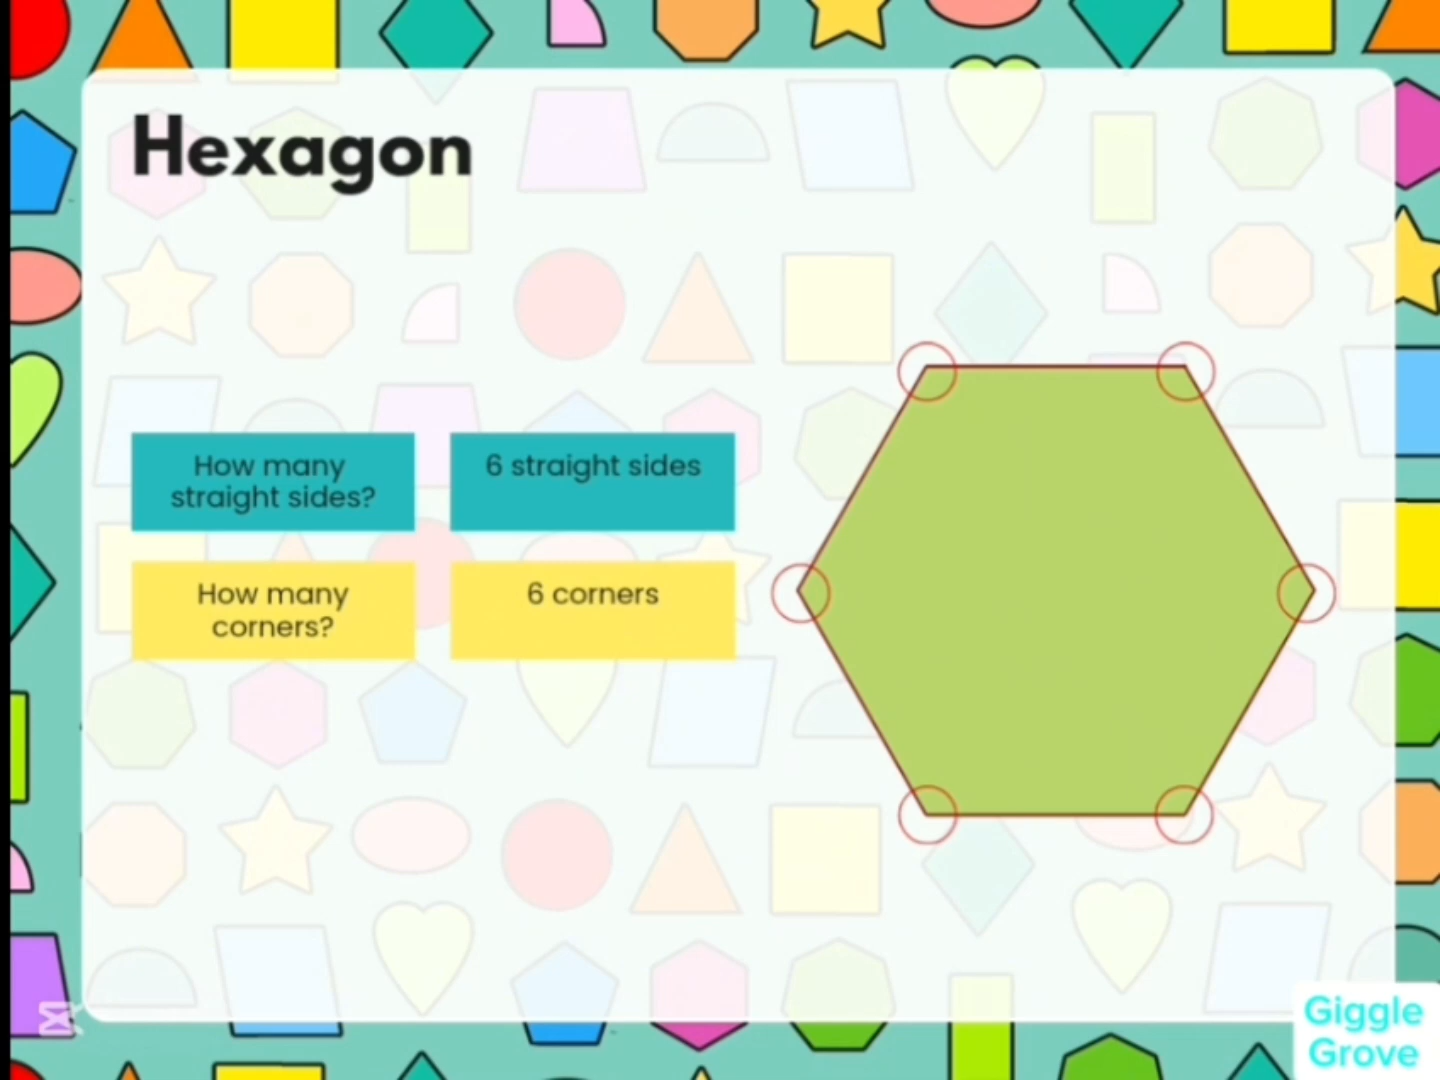 Hexagon
How many
straight sides?
6 straight sides
How many
corners?
6 corners
Giggle
Grove